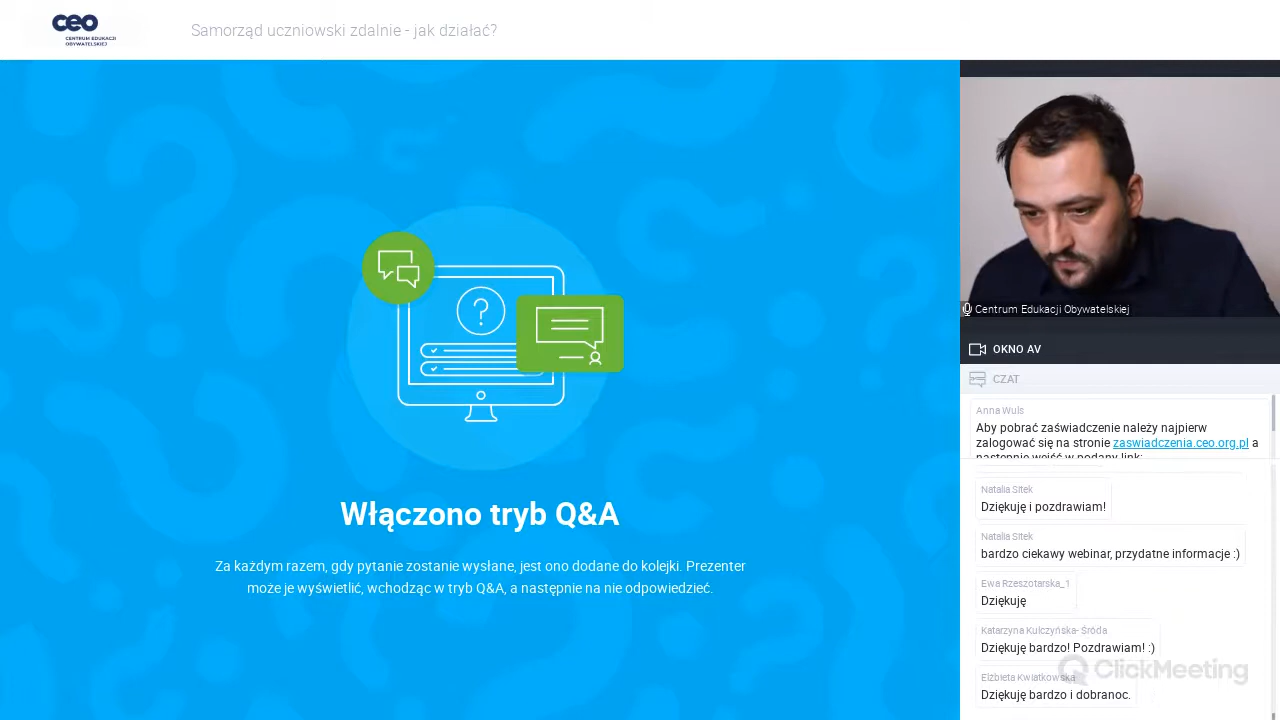 ceo
CENTRUM EDUKACJI
OBYWATELSKIEJ
Samorząd uczniowski zdalnie - jak działać?
Włączono tryb Q&A
Za każdym razem, gdy pytanie zostanie wysłane, jest ono dodane do kolejki. Prezenter
może je wyświetlić, wchodząc w tryb Q&A, a następnie na nie odpowiedzieć.
Centrum Edukacji Obywatelskiej
OKNO AV
CZAT
Anna Wuls
Aby pobrać zaświadczenie należy najpierw
zalogować się na stronie zaswiadczenia.ceo.org.pl a
następnie wejść w podany link:
Natalia Sitek
Dziękuję i pozdrawiam!
Natalia Sitek
bardzo ciekawy webinar, przydatne informacje :)
Ewa Rzeszotarska_1
Dziękuję
Katarzyna Kulczyńska- Środa
Dziękuję bardzo! Pozdrawiam! :)
ClickMeeting
Elżbieta Kwiatkowska
Dziękuję bardzo i dobranoc.